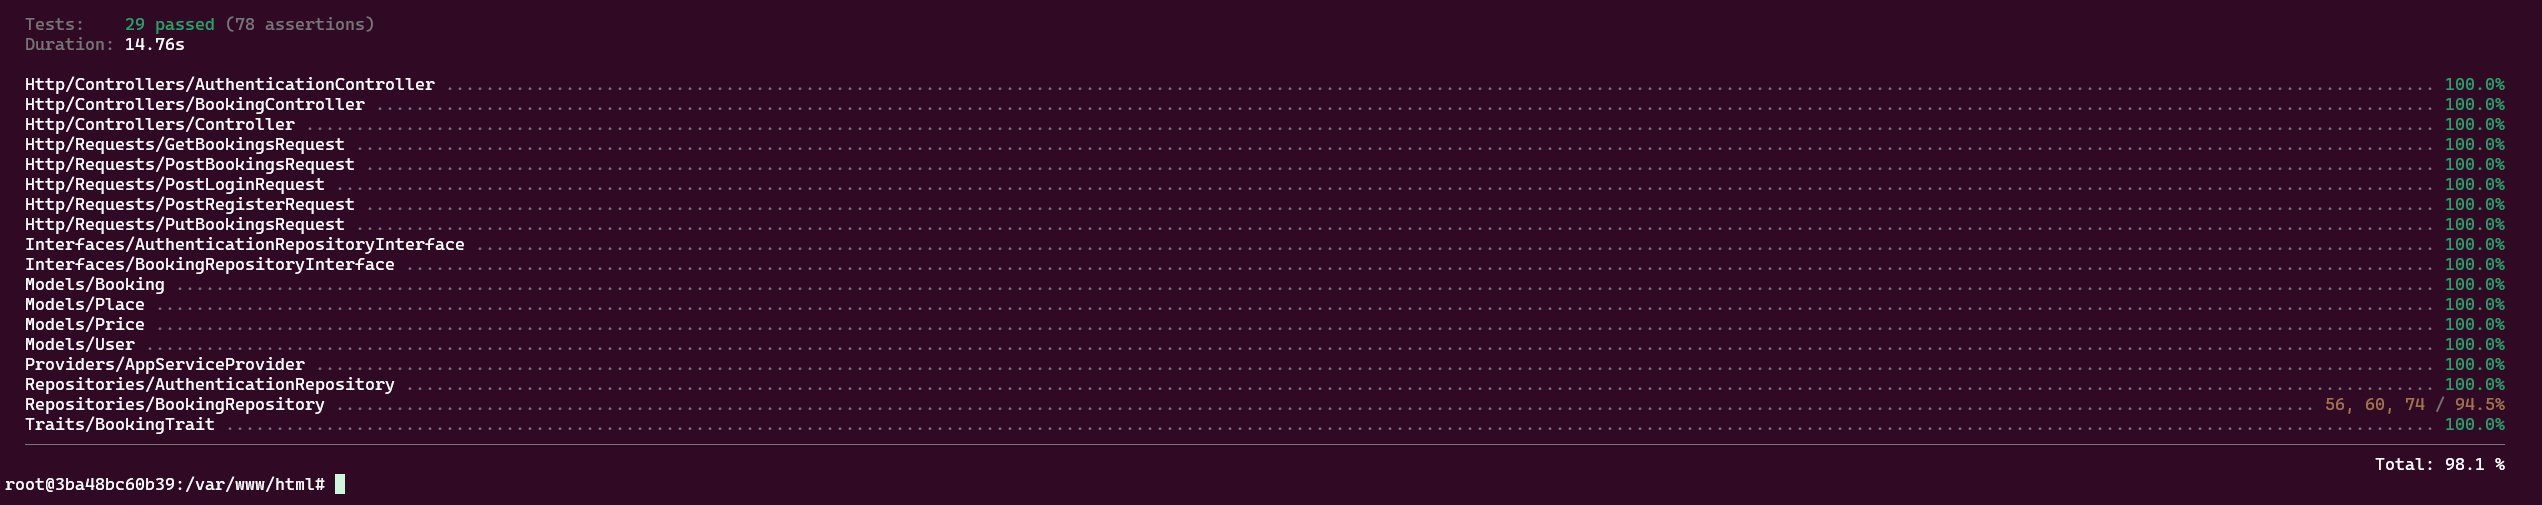 Tests:    29 passed (78 assertions)
Duration: 14.76s
Http/Controllers/AuthenticationController 100.0%
Http/Controllers/BookingController 100.0%
Http/Controllers/Controller 100.0%
Http/Requests/GetBookingsRequest 100.0%
Http/Requests/PostBookingsRequest 100.0%
Http/Requests/PostLoginRequest 100.0%
Http/Requests/PostRegisterRequest 100.0%
Http/Requests/PutBookingsRequest 100.0%
Interfaces/AuthenticationRepositoryInterface 100.0%
Interfaces/BookingRepositoryInterface 100.0%
Models/Booking 100.0%
Models/Place 100.0%
Models/Price 100.0%
Models/User 100.0%
Providers/AppServiceProvider 100.0%
Repositories/AuthenticationRepository 100.0%
Repositories/BookingRepository 56, 60, 74 / 94.5%
Traits/BookingTrait 100.0%
Total: 98.1 %
root@3ba48bc60b39:/var/www/html#